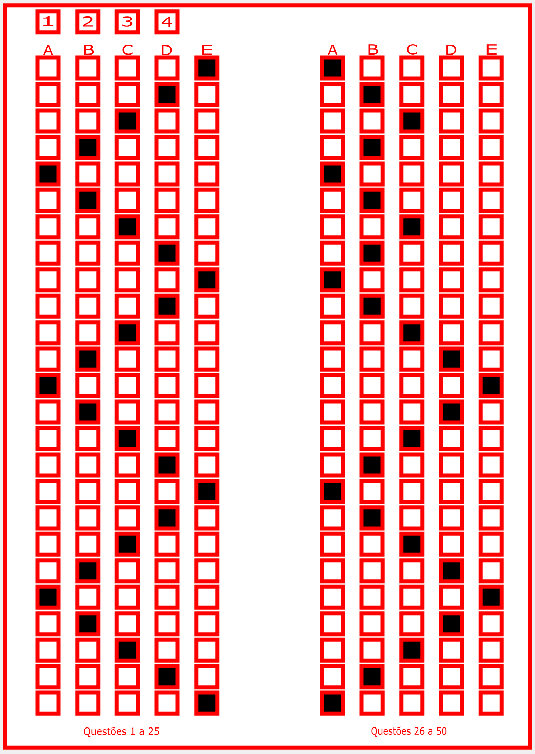 1 2 3 4
A B C D E
A B C D E
Questões 1 a 25
Questões 26 a 50